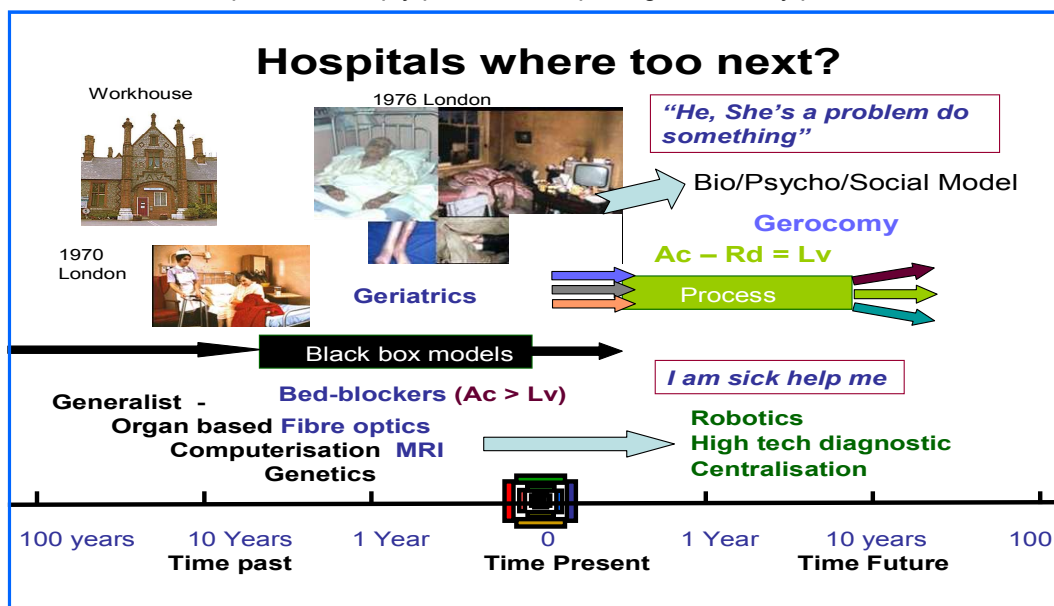 Hospitals where too next?
Workhouse
1976 London
"He, She's a problem do
something"
Bio/Psycho/Social Model
Gerocomy
1970
London
Ac – Rd = Lv
Geriatrics
Process
Black box models
Bed-blockers (Ac > Lv)
I am sick help me
Generalist -
Organ based Fibre optics
Computerisation MRI
Genetics
Robotics
High tech diagnostic
Centralisation
100 years 10 Years 1 Year 0 1 Year 10 years 100
Time past Time Present Time Future